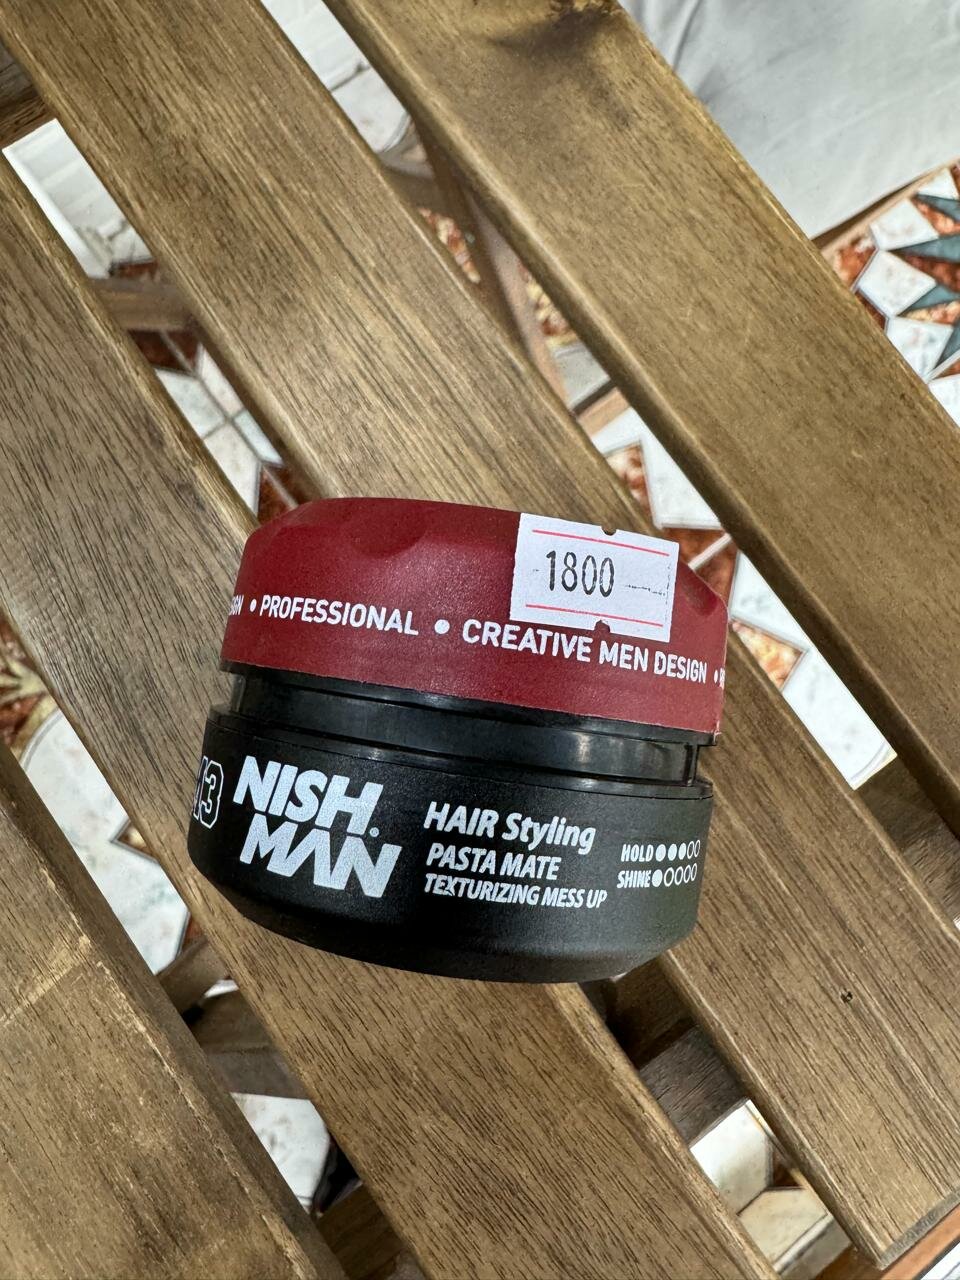 1800
• PROFESSIONAL • CREATIVE MEN DESIGN •
NISH
MAN
HAIR Styling
PASTA MATE
TEXTURIZING MESS UP
HOLD
SHINE